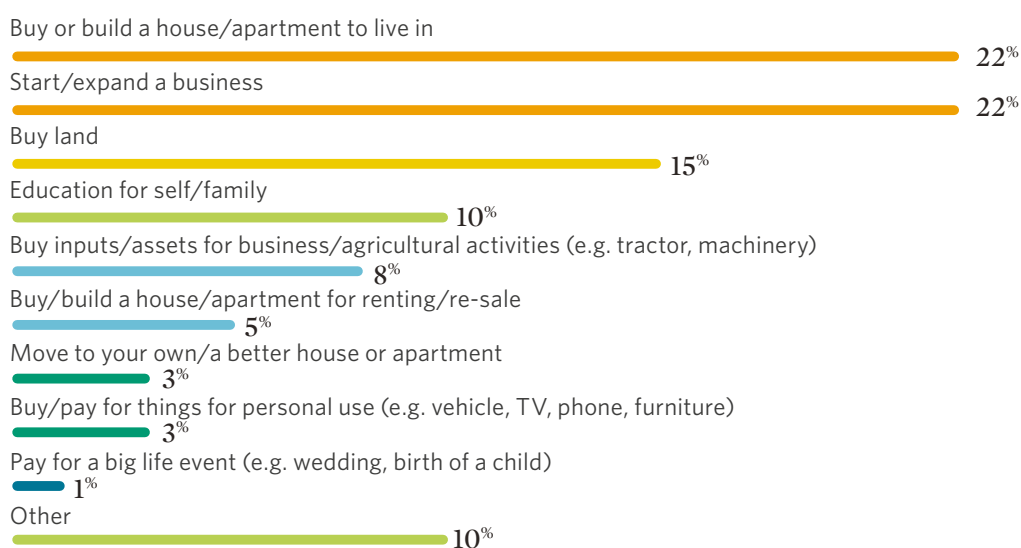 Buy or build a house/apartment to live in
22%
Start/expand a business
22%
Buy land
15%
Education for self/family
10%
Buy inputs/assets for business/agricultural activities (e.g. tractor, machinery)
8%
Buy/build a house/apartment for renting/re-sale
5%
Move to your own/a better house or apartment
3%
Buy/pay for things for personal use (e.g. vehicle, TV, phone, furniture)
3%
Pay for a big life event (e.g. wedding, birth of a child)
1%
Other
10%